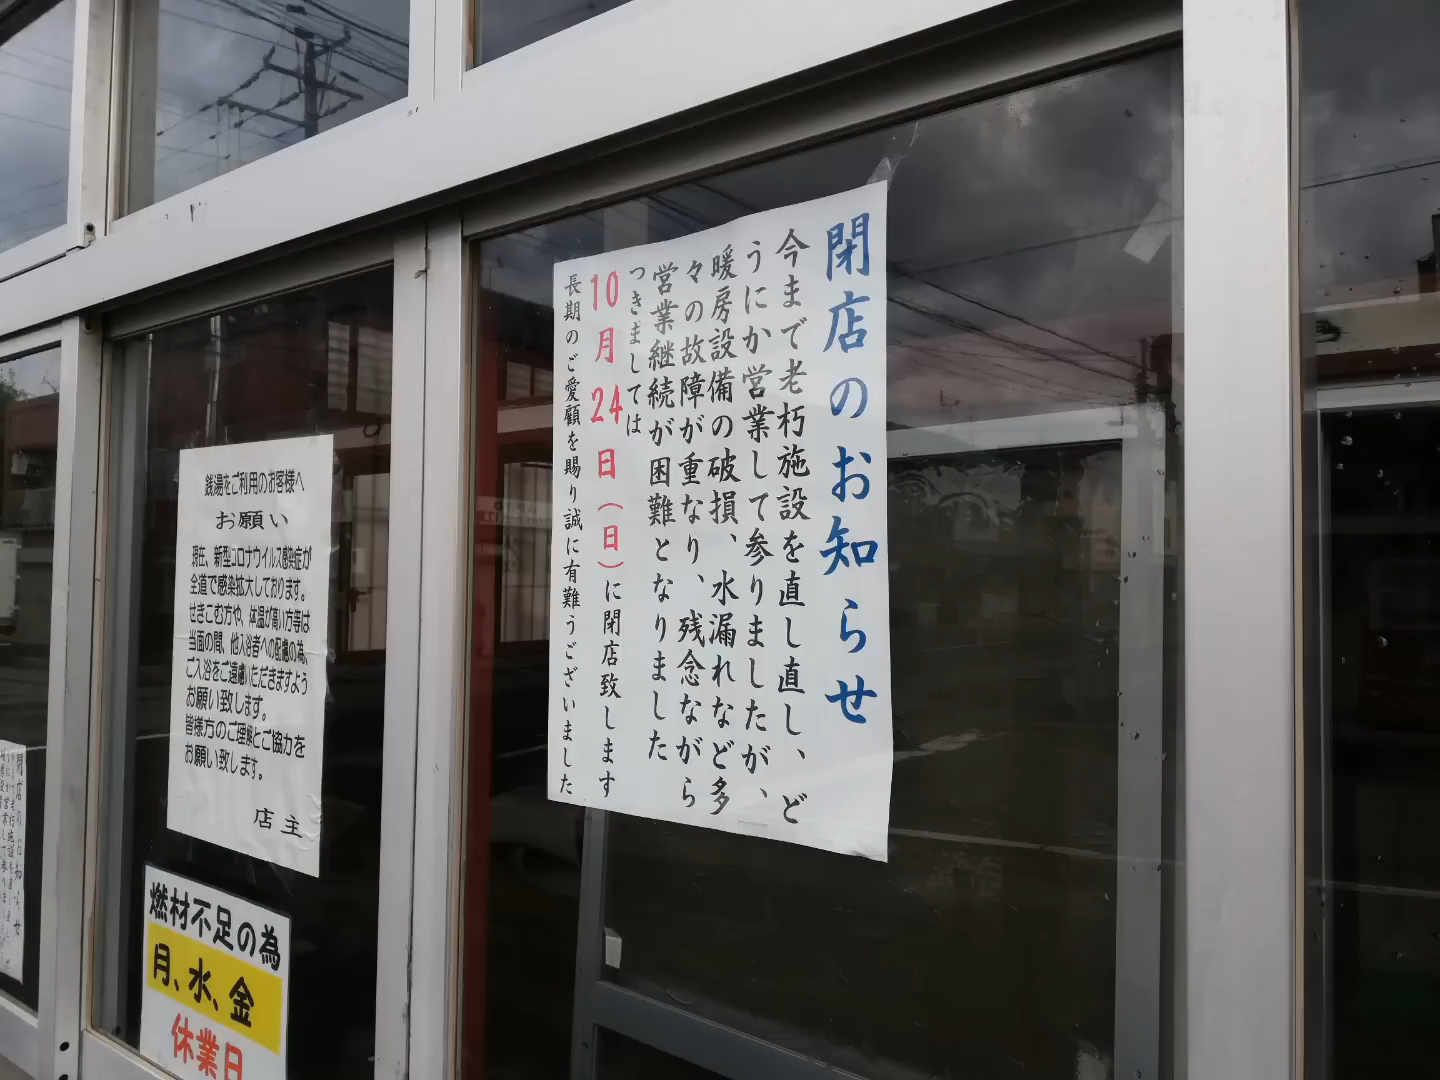 閉店のお知らせ
今まで老朽施設を直し直し、ど
うにか営業して参りましたが、
暖房設備の破損、水漏れなど多
々の故障が重なり、残念ながら
営業継続が困難となりました
つきましては
10月24日（日）に閉店致します
長期のご愛顧を賜り誠に有難うございました
銭湯をご利用のお客様へ
お願い
現在、新型コロナウイルス感染症が
全道で感染拡大しております。
せきこむ方や、体温が高い方等は
当面の間、他入浴者への配慮の為、
ご入浴をご遠慮いただきますよう
お願い致します。
皆様方のご理解とご協力を
お願い致します。
店主
燃材不足の為
月、水、金
休業日
閉店のお知らせ